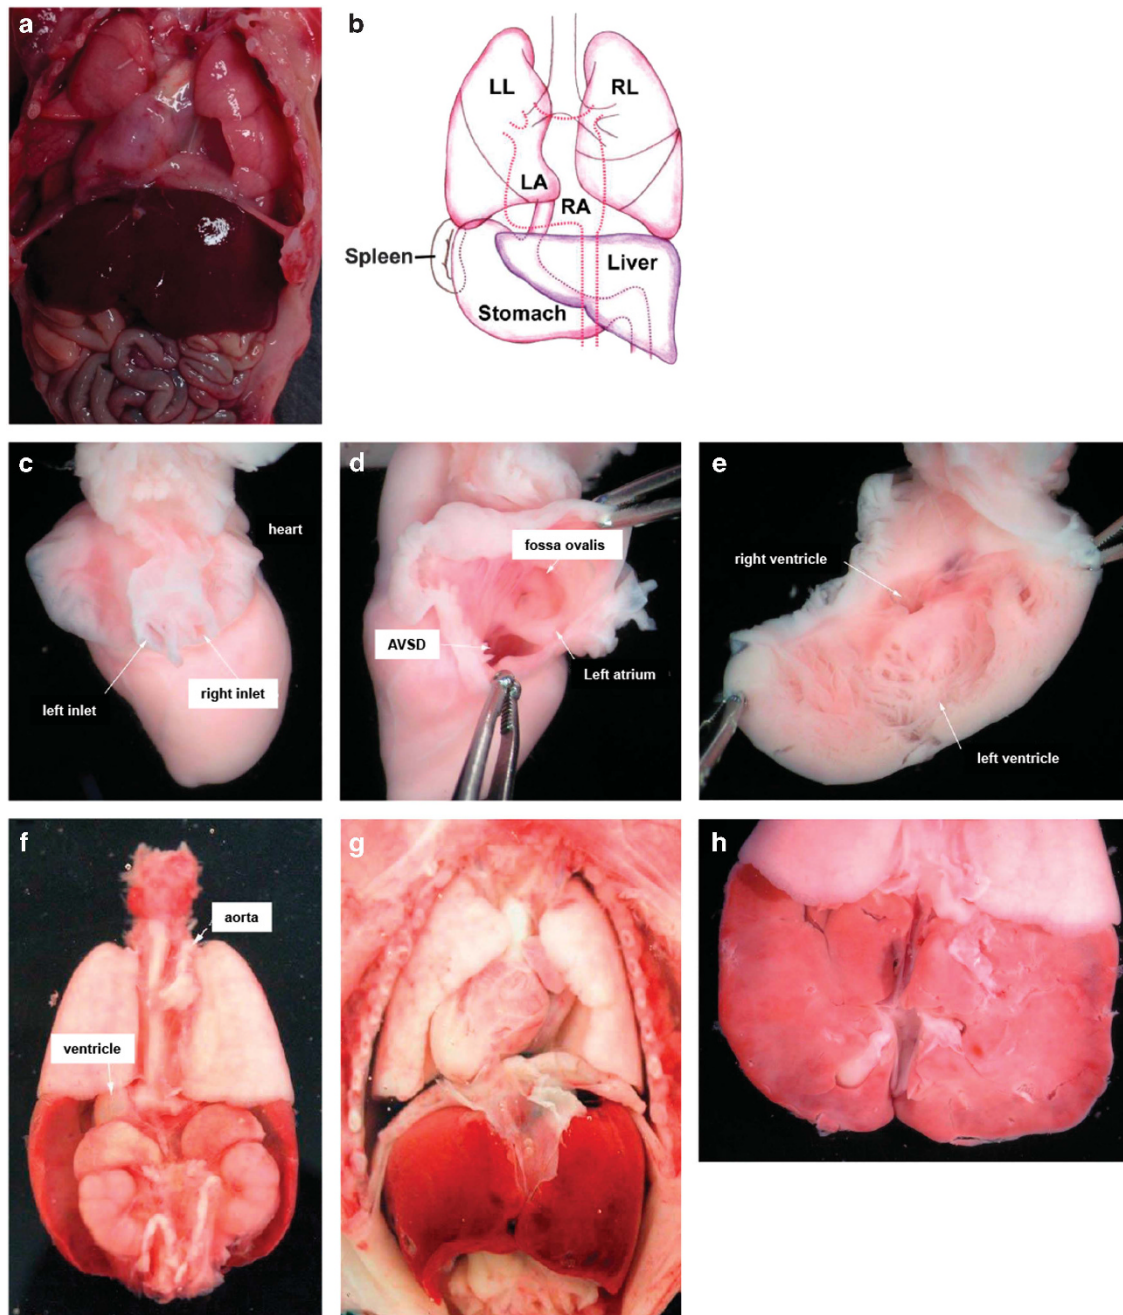 a
b
LL
RL
LA
RA
Spleen
Liver
Stomach
c
heart
left inlet
right inlet
d
fossa ovalis
AVSD
Left atrium
e
right ventricle
left ventricle
f
aorta
ventricle
g
h